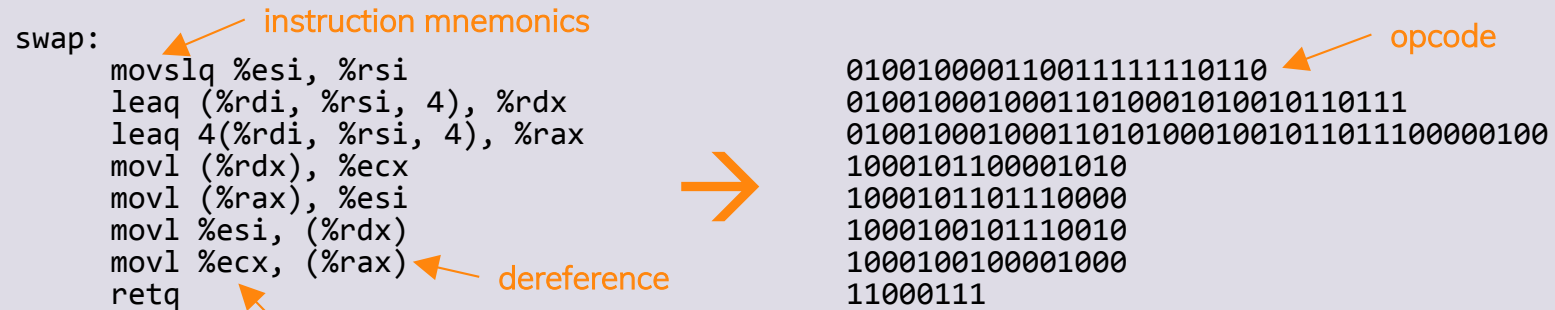 instruction mnemonics
opcode
swap:
movslq %esi, %rsi 010010000110011111110110
leaq (%rdi, %rsi, 4), %rdx 01001000100011010001010010110111
leaq 4(%rdi, %rsi, 4), %rax 0100100010001101010001001011011100000100
movl (%rdx), %ecx 1000101100001010
movl (%rax), %esi 1000101101110000
movl %esi, (%rdx) 1000100101110010
movl %ecx, (%rax) 1000100100001000
dereference
retq 11000111